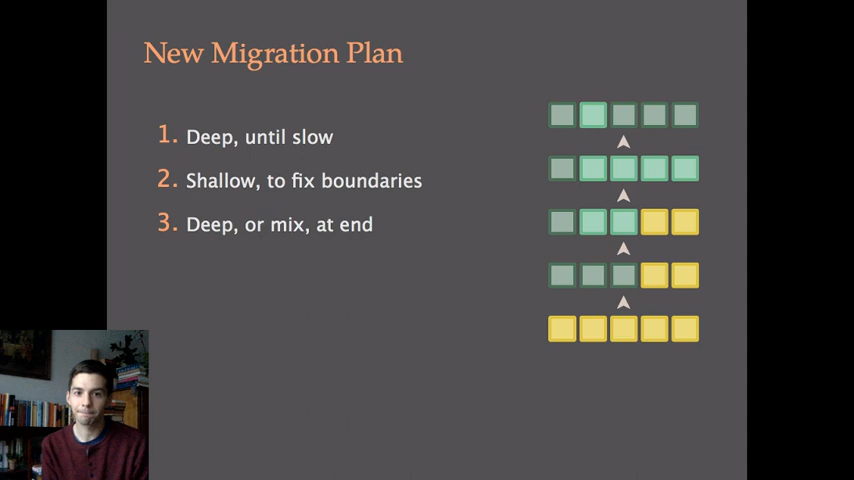 New Migration Plan
1. Deep, until slow
2. Shallow, to fix boundaries
3. Deep, or mix, at end